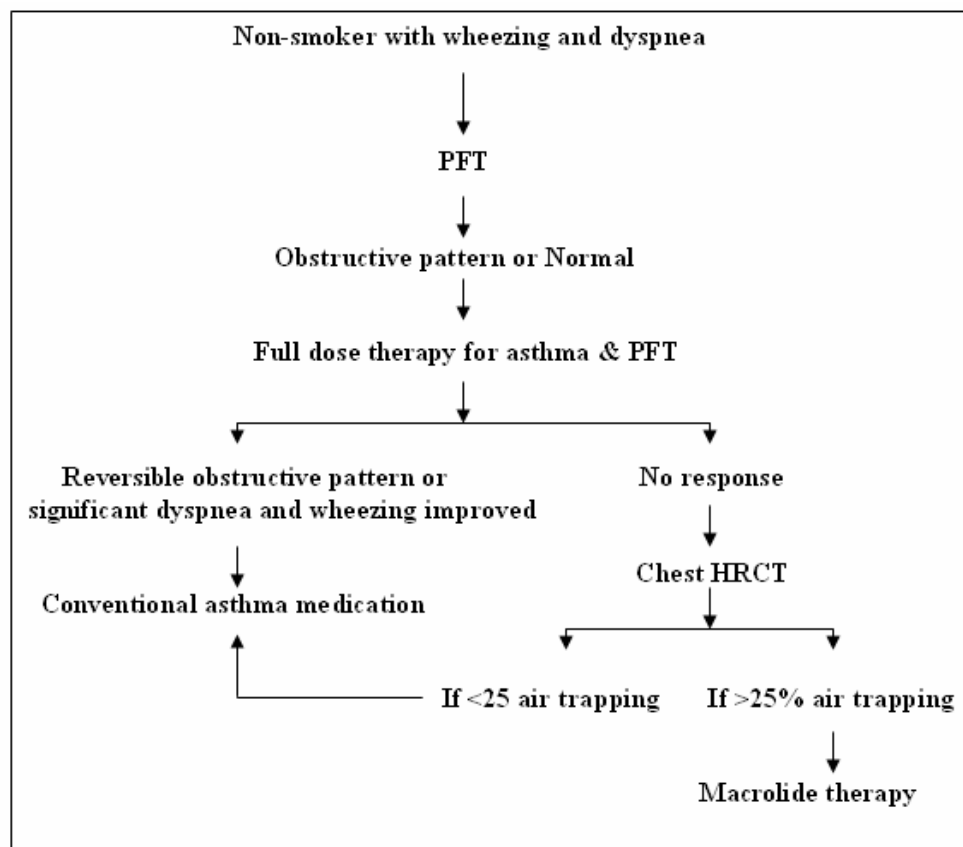 Non-smoker with wheezing and dyspnea
PFT
Obstructive pattern or Normal
Full dose therapy for asthma & PFT
Reversible obstructive pattern or
significant dyspnea and wheezing improved
No response
Chest HRCT
Conventional asthma medication
If <25 air trapping
If >25% air trapping
Macrolide therapy